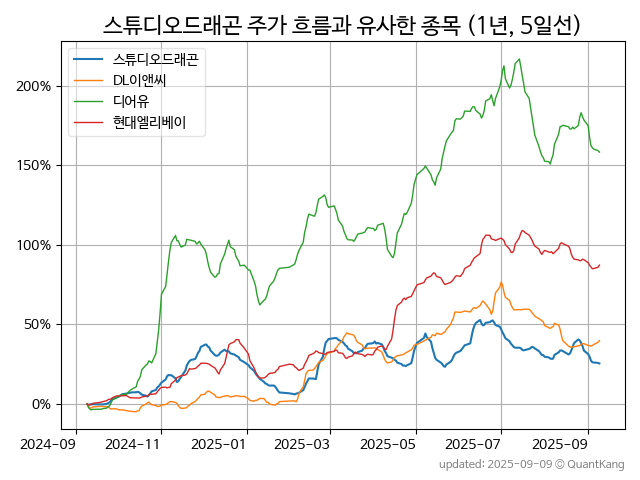 스튜디오드래곤 주가 흐름과 유사한 종목 (1년, 5일선)
스튜디오드래곤
DL이앤씨
디어유
현대엘리베이
200%
150%
100%
50%
0%
2024-09 2024-11 2025-01 2025-03 2025-05 2025-07 2025-09
updated: 2025-09-09 © QuantKang